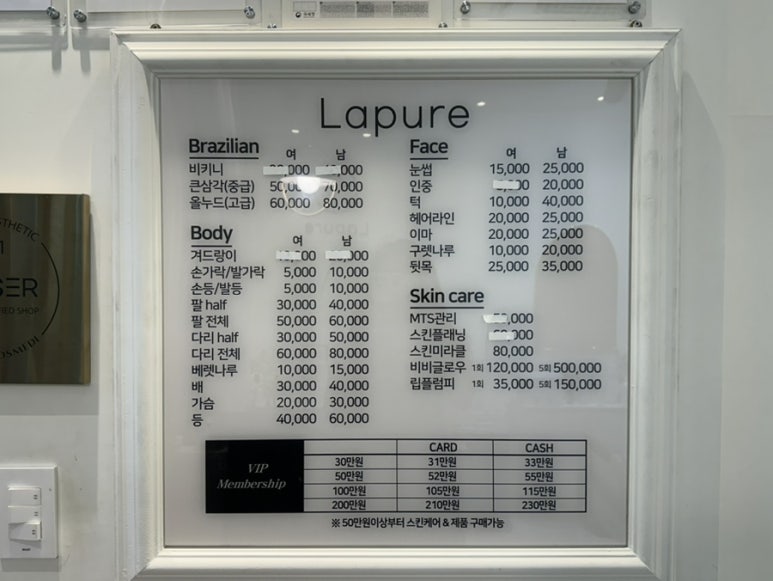 Lapure
Brazilian
여 남
비키니
큰삼각(중급)
올누드(고급) 60,000 80,000
Body
여 남
겨드랑이
손가락/발가락 5,000 10,000
손등/발등 5,000 10,000
팔 half 30,000 40,000
팔 전체 50,000 60,000
다리 half 30,000 50,000
다리 전체 60,000 80,000
베렛나루 10,000 15,000
배 30,000 40,000
가슴 20,000 30,000
등 40,000 60,000
Face
여 남
눈썹 15,000 25,000
인중 20,000
턱 10,000 40,000
헤어라인 20,000 25,000
이마 20,000 25,000
구렛나루 10,000 20,000
뒷목 25,000 35,000
Skin care
MTS관리
스킨플래닝
스킨미라클 80,000
비비글로우 1회 120,000 5회 500,000
립플럼피 1회 35,000 5회 150,000
VIP
Membership
CARD CASH
30만원 31만원 33만원
50만원 52만원 55만원
100만원 105만원 115만원
200만원 210만원 230만원
※ 50만원이상부터 스킨케어 & 제품 구매가능